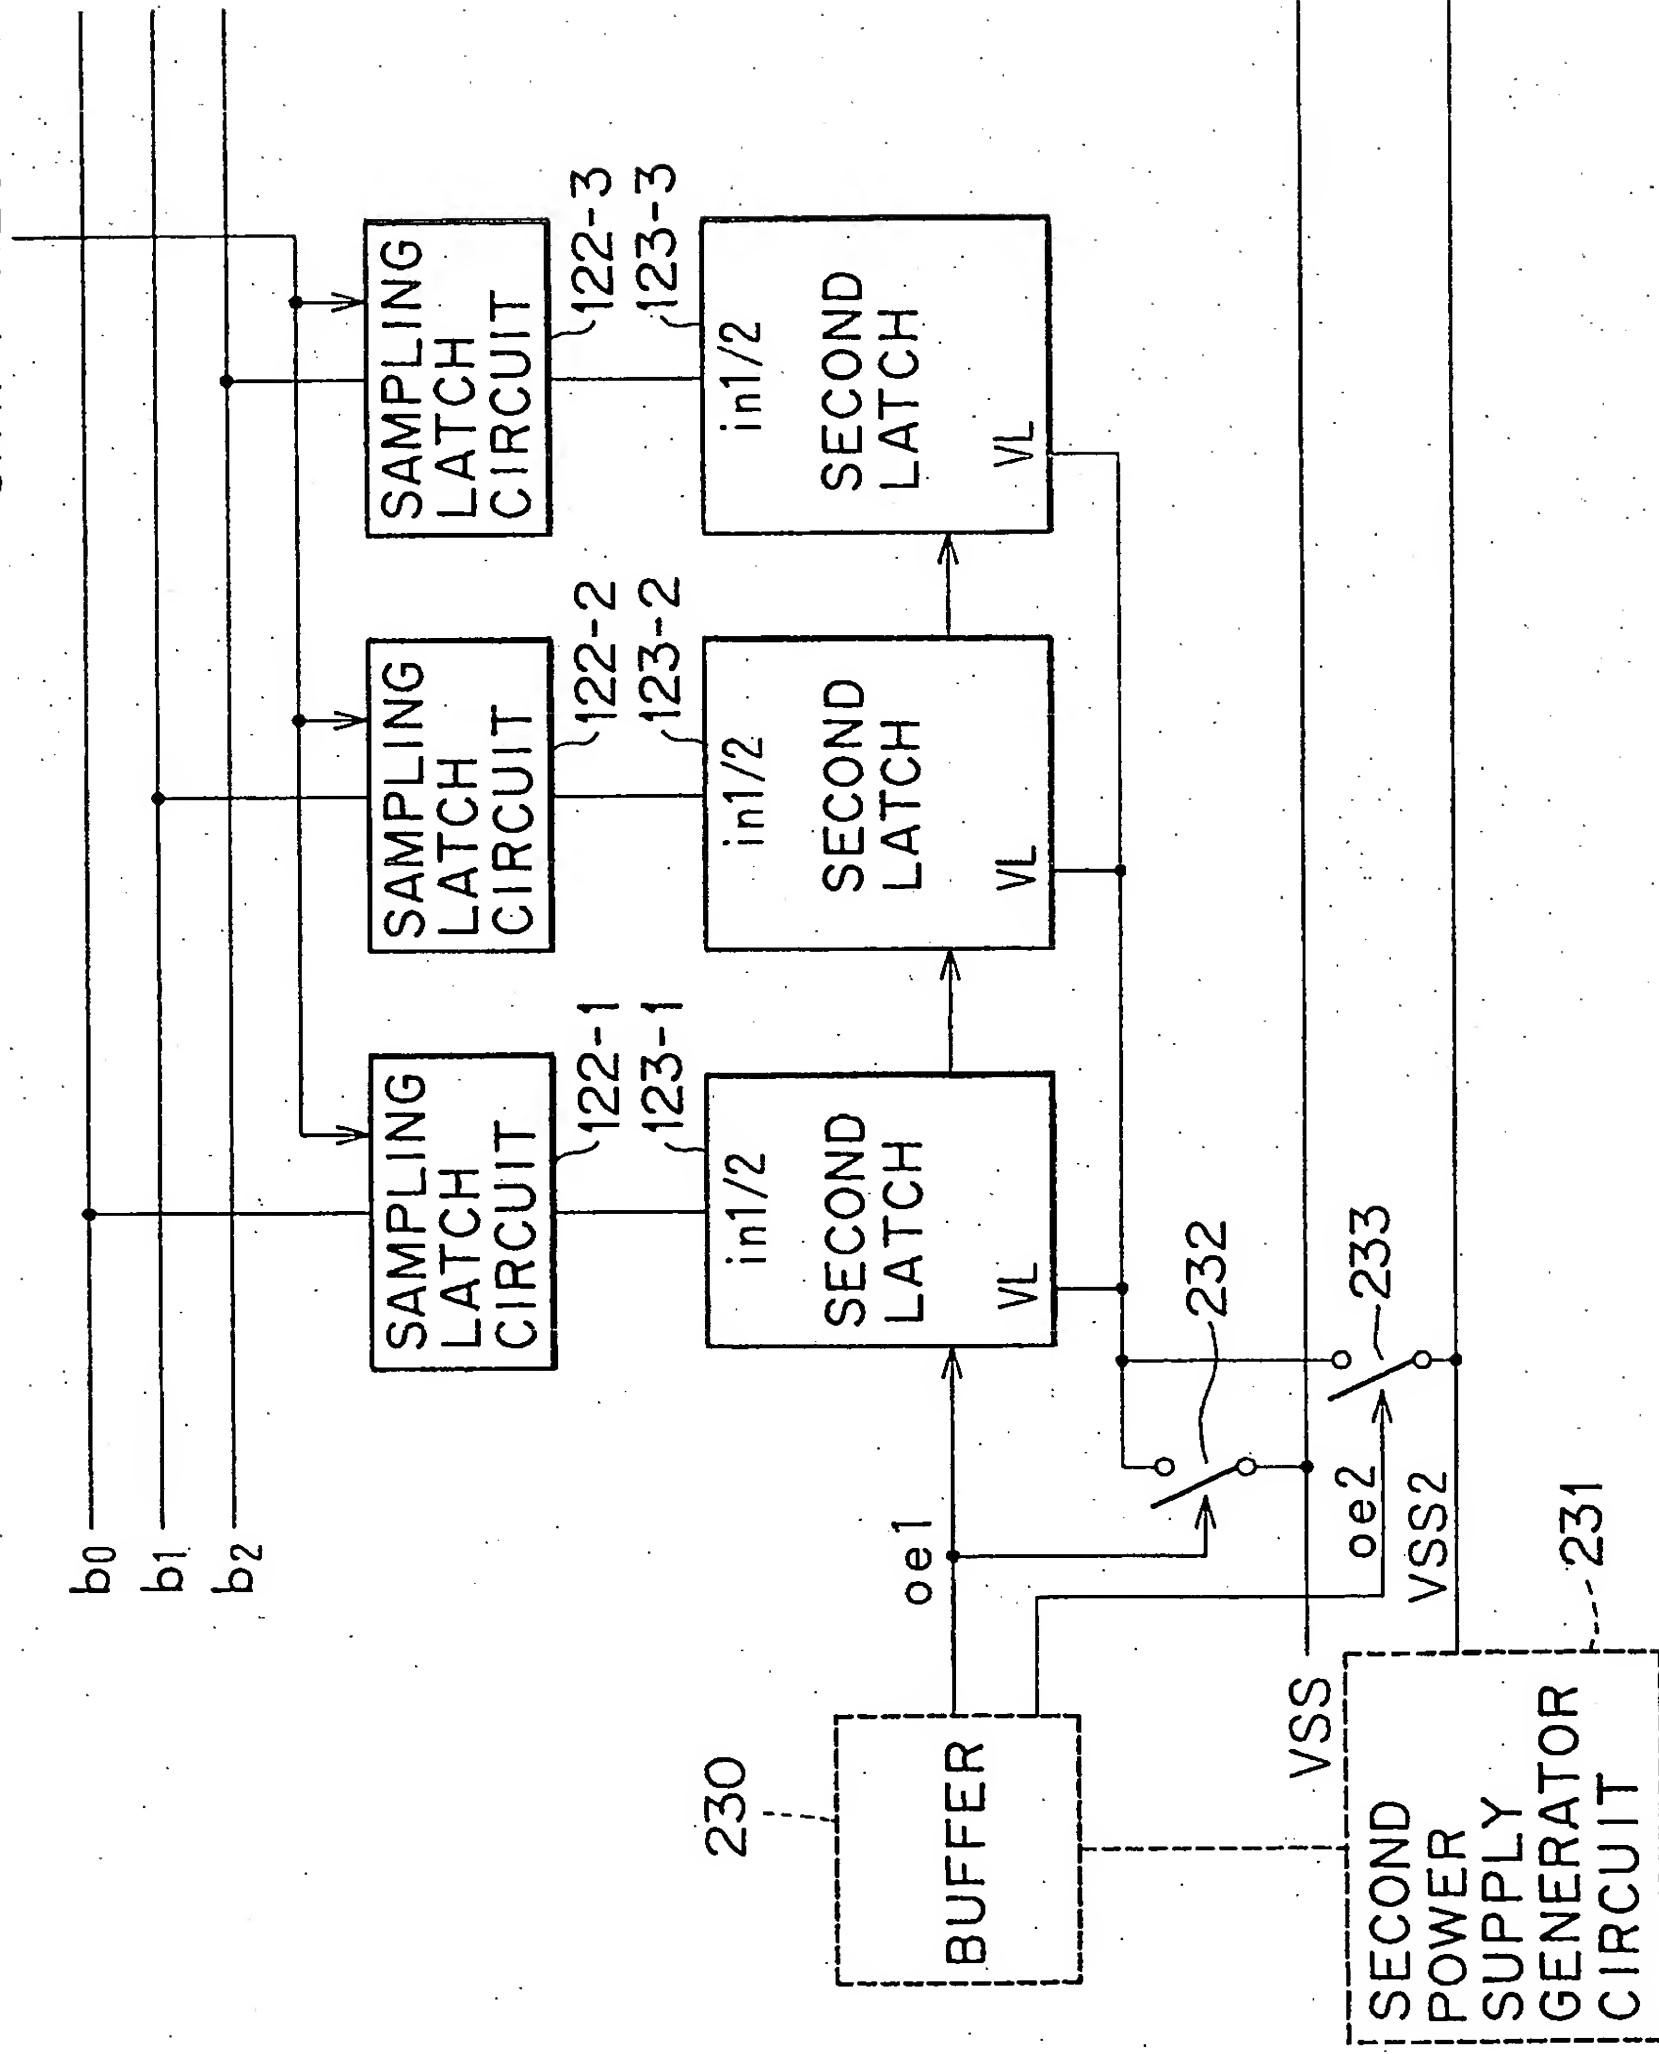 b0
b1
b2
SAMPLING
LATCH
CIRCUIT
122-1
123-1
SAMPLING
LATCH
CIRCUIT
122-2
123-2
SAMPLING
LATCH
CIRCUIT
122-3
123-3
in1/2
SECOND
LATCH
VL
in1/2
SECOND
LATCH
VL
in1/2
SECOND
LATCH
VL
230
BUFFER
oe1
232
VSS
oe2
233
VSS2
SECOND
POWER
SUPPLY
GENERATOR
CIRCUIT
231